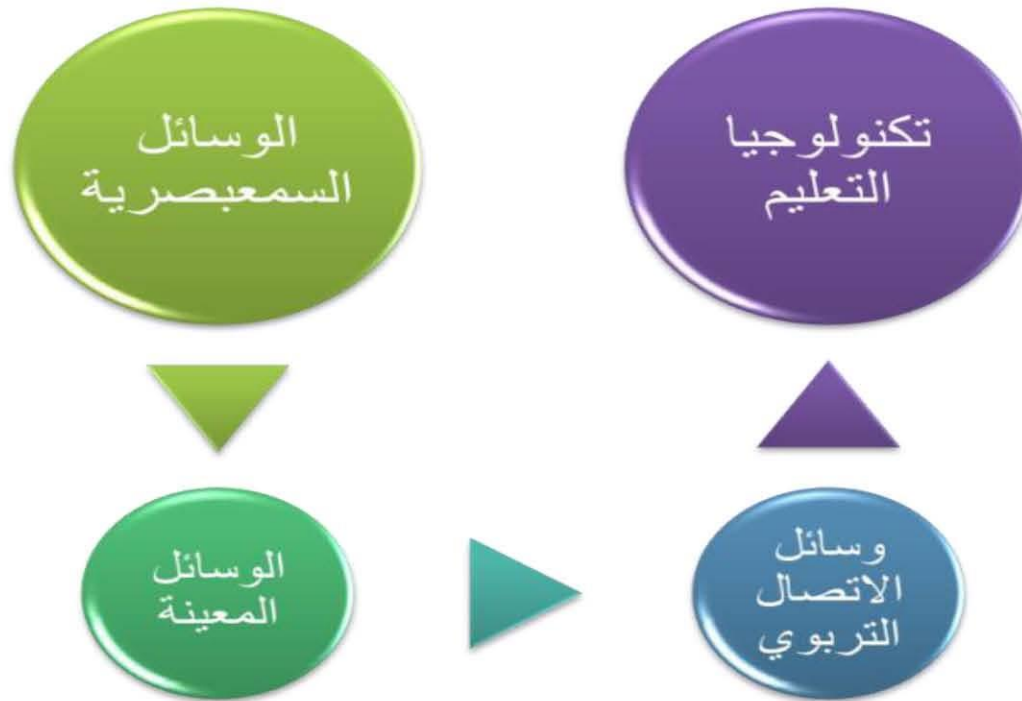 الوسائل
السمعبصرية
الوسائل
المعينة
وسائل
الاتصال
التربوي
تكنولوجيا
التعليم